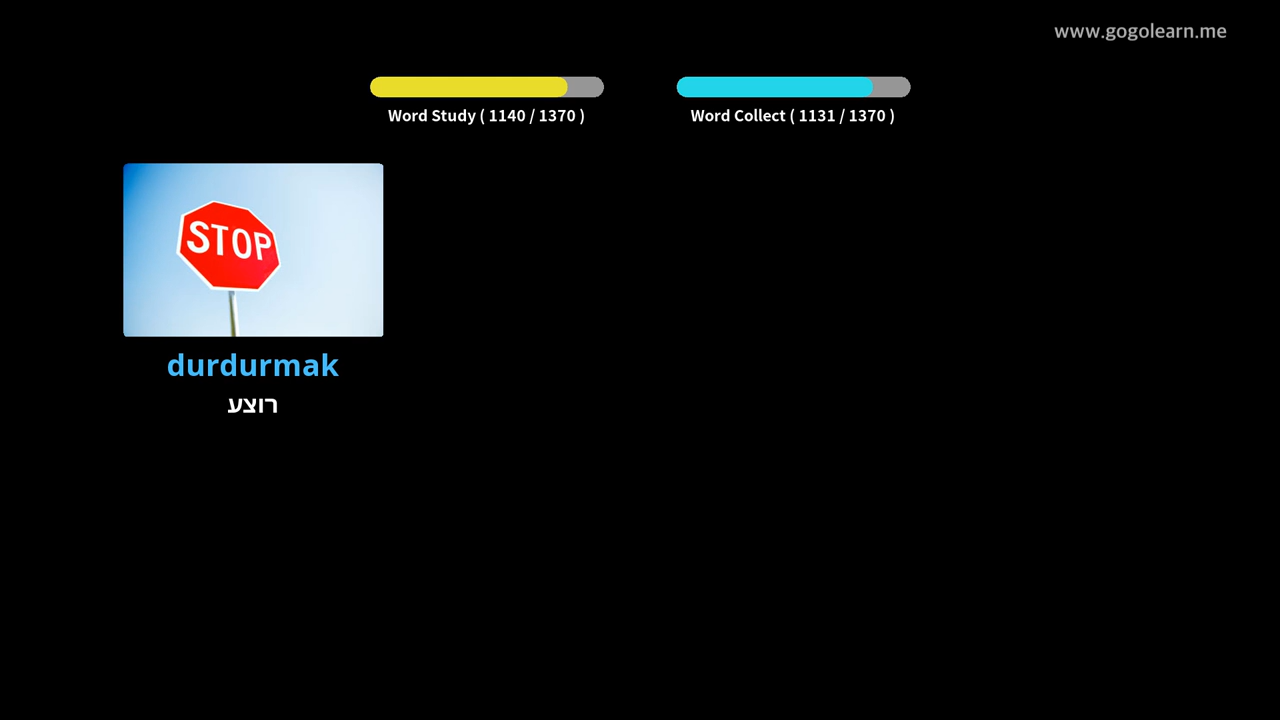 www.gogolearn.me
Word Study ( 1140 / 1370 )
Word Collect ( 1131 / 1370 )
STOP
durdurmak
רוצע